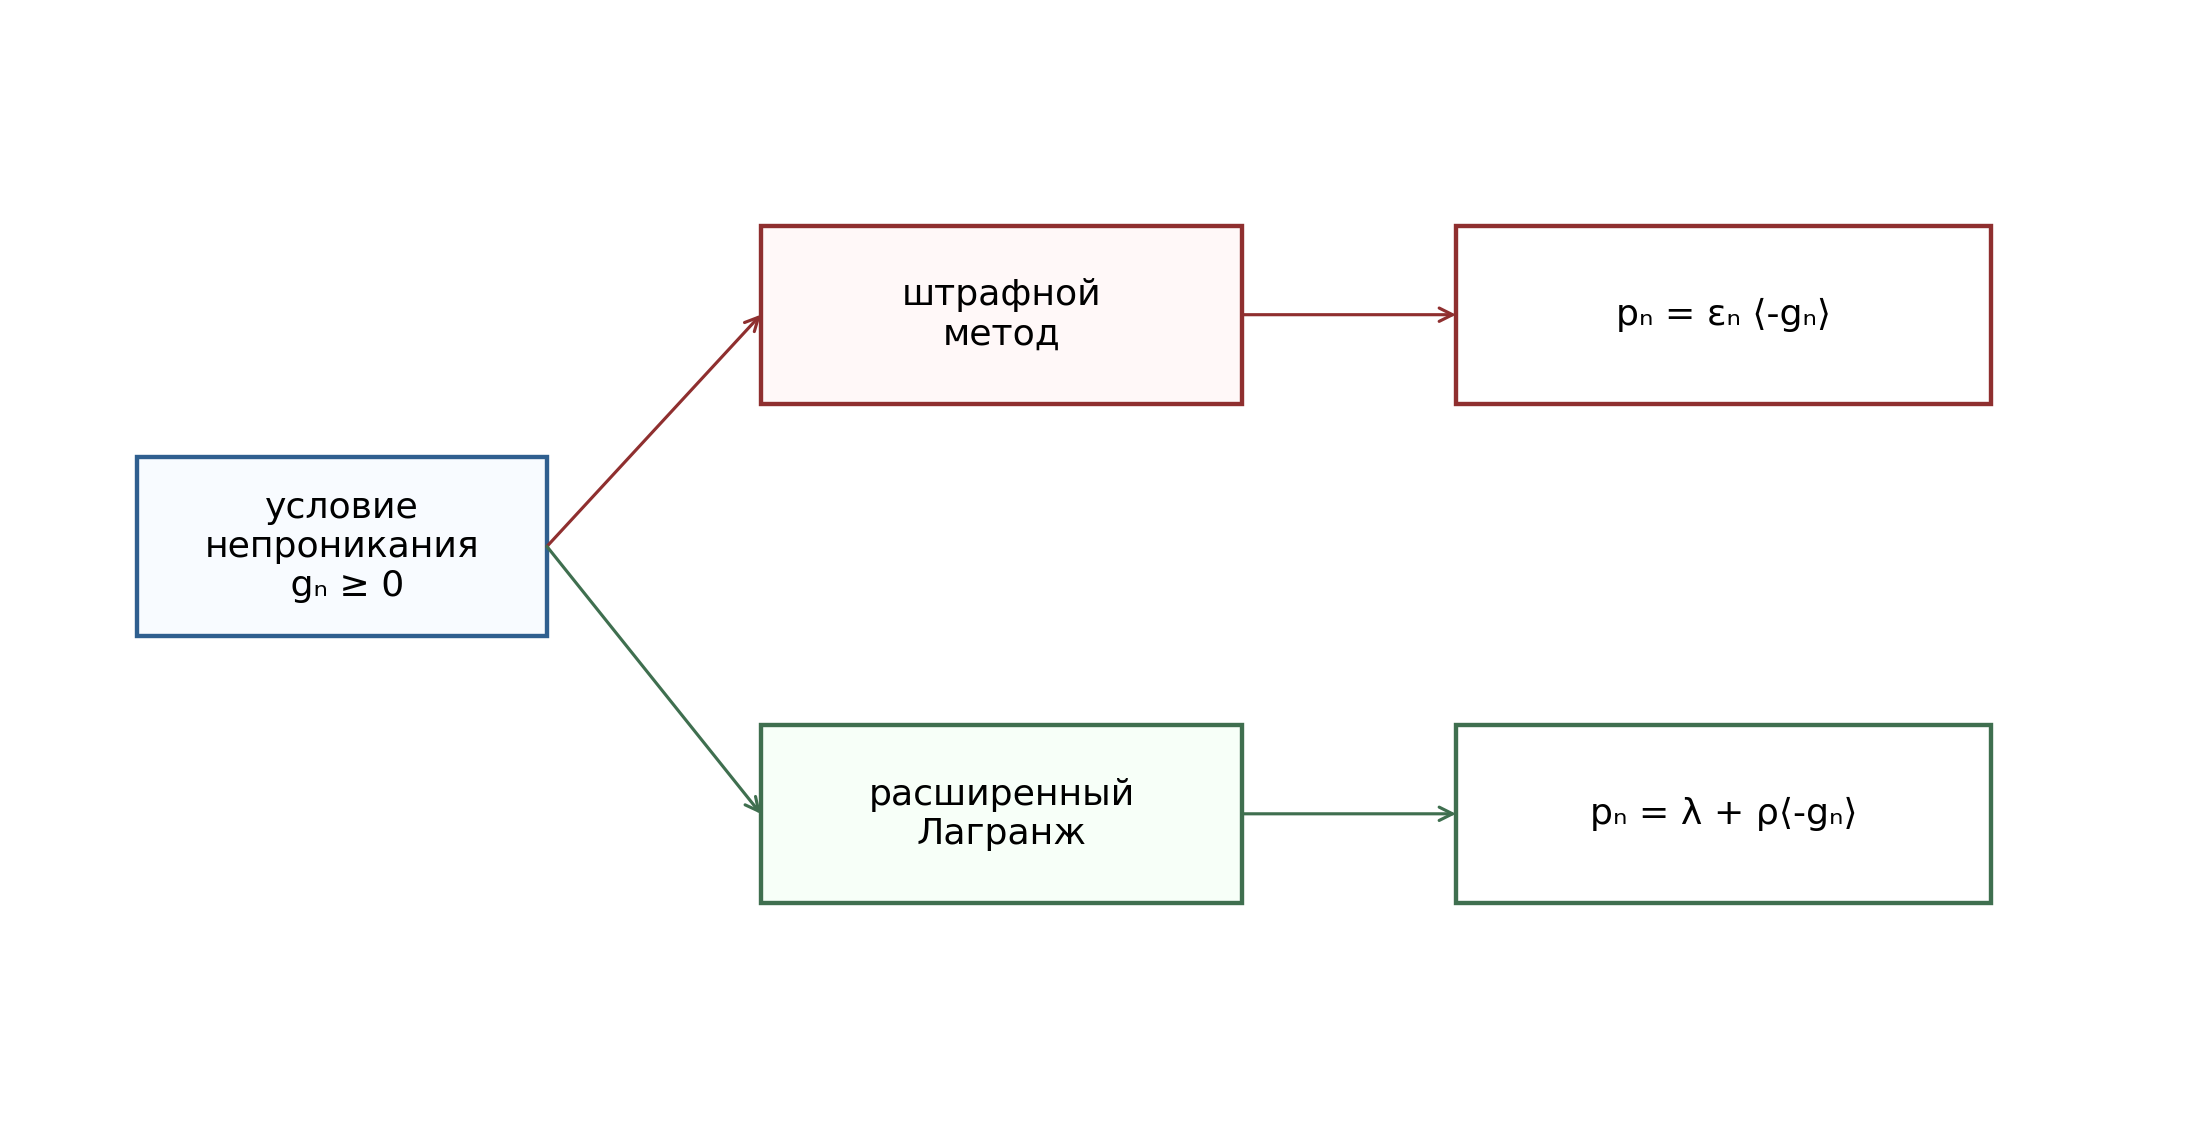 условие
непроникания
gₙ ≥ 0
штрафной
метод
pₙ = εₙ ⟨-gₙ⟩
расширенный
Лагранж
pₙ = λ + ρ⟨-gₙ⟩